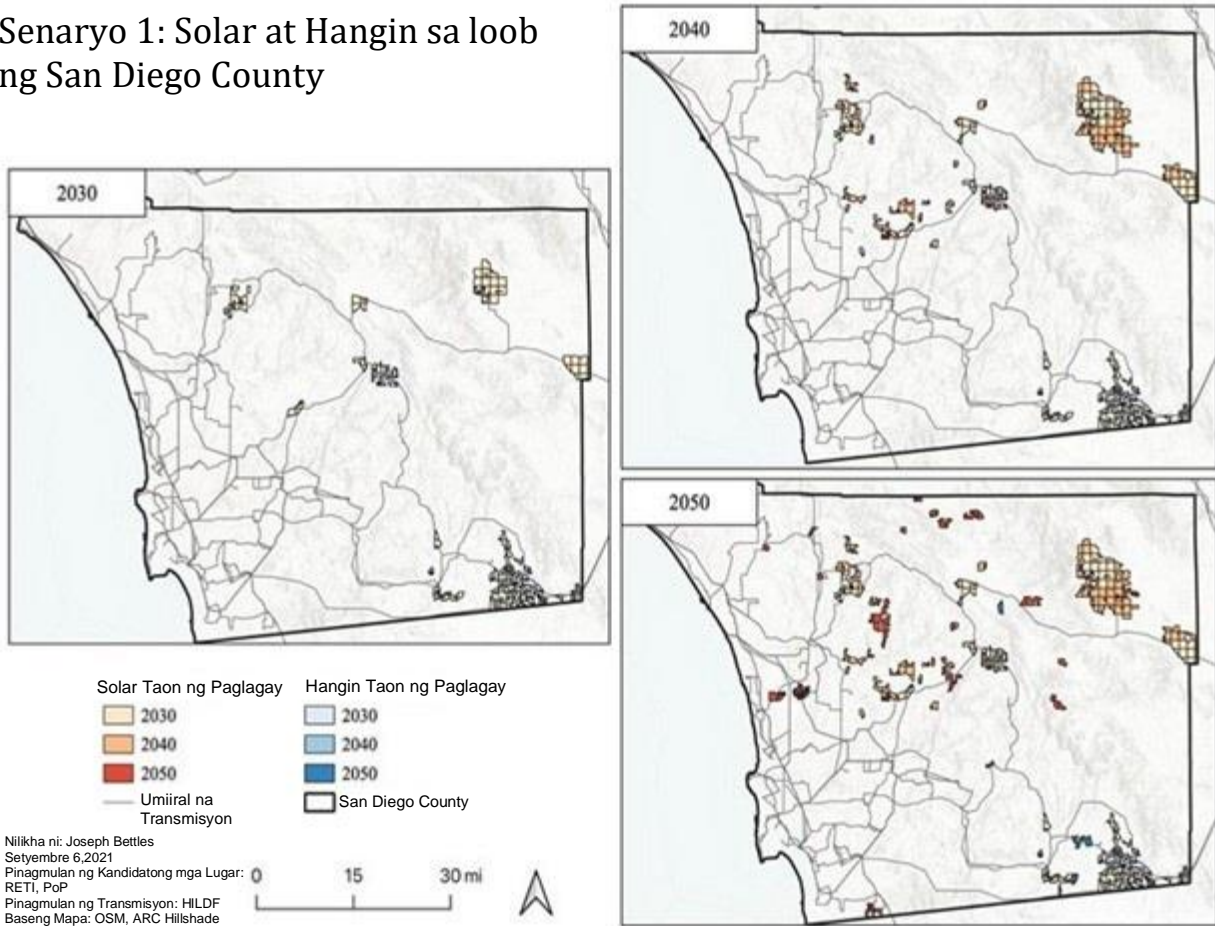 Senaryo 1: Solar at Hangin sa loob
ng San Diego County
2030
2040
2050
Solar Taon ng Paglagay
2030
2040
2050
Umiiral na
Transmisyon
Hangin Taon ng Paglagay
2030
2040
2050
San Diego County
Nilikha ni: Joseph Bettles
Setyembre 6,2021
Pinagmulan ng Kandidatong mga Lugar:
RETI, PoP
Pinagmulan ng Transmisyon: HILDF
Baseng Mapa: OSM, ARC Hillshade
0 15 30 mi